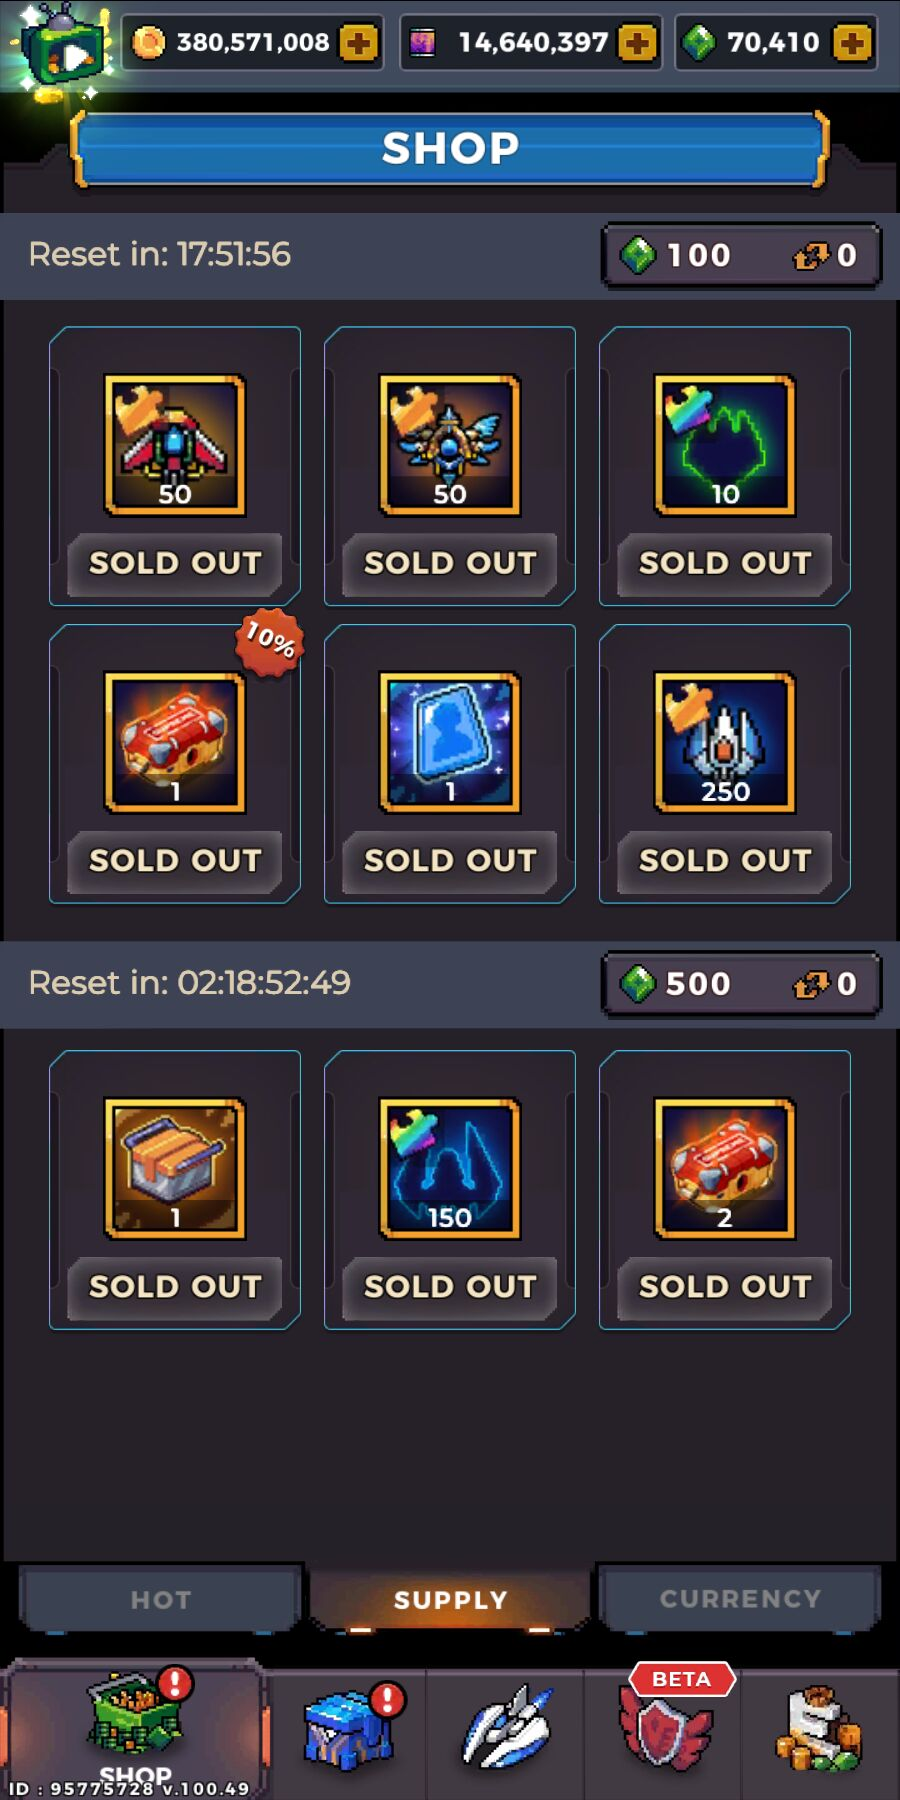 380,571,008
14,640,397
70,410
SHOP
Reset in: 17:51:56
100
0
50
50
10
SOLD OUT
SOLD OUT
SOLD OUT
10%
1
1
250
SOLD OUT
SOLD OUT
SOLD OUT
Reset in: 02:18:52:49
500
0
1
150
2
SOLD OUT
SOLD OUT
SOLD OUT
HOT
SUPPLY
CURRENCY
BETA
SHOP
ID : 95775728 v.100.49